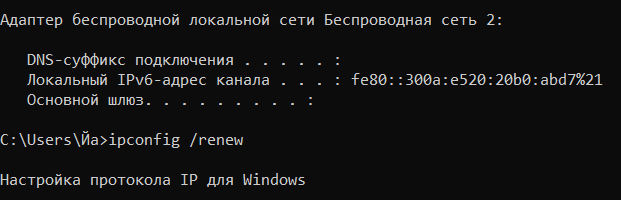 Адаптер беспроводной локальной сети Беспроводная сеть 2:
DNS-суффикс подключения . . . . . :
Локальный IPv6-адрес канала . . . : fe80::300a:e520:20b0:abd7%21
Основной шлюз. . . . . . . . . :
C:\Users\Йа>ipconfig /renew
Настройка протокола IP для Windows